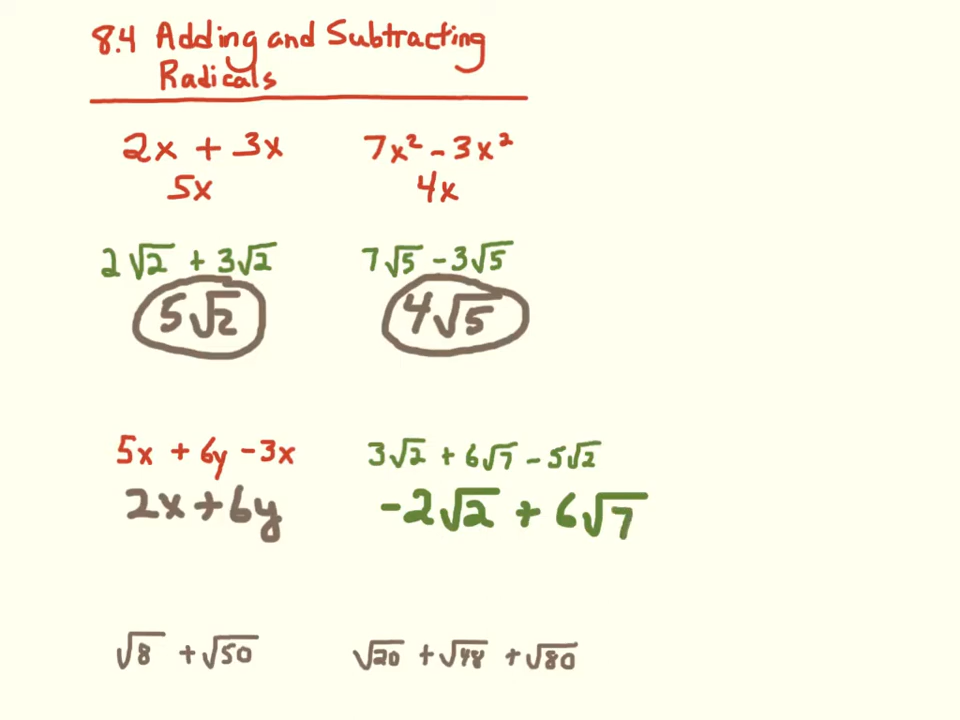 8.4 Adding and Subtracting
Radicals
2x + 3x 7x² - 3x²
5x 4x
2√2 + 3√2 7√5 - 3√5
5√2 4√5
5x + 6y - 3x 3√2 + 6√7 - 5√2
2x + 6y -2√2 + 6√7
√8 + √50 √20 + √48 + √80